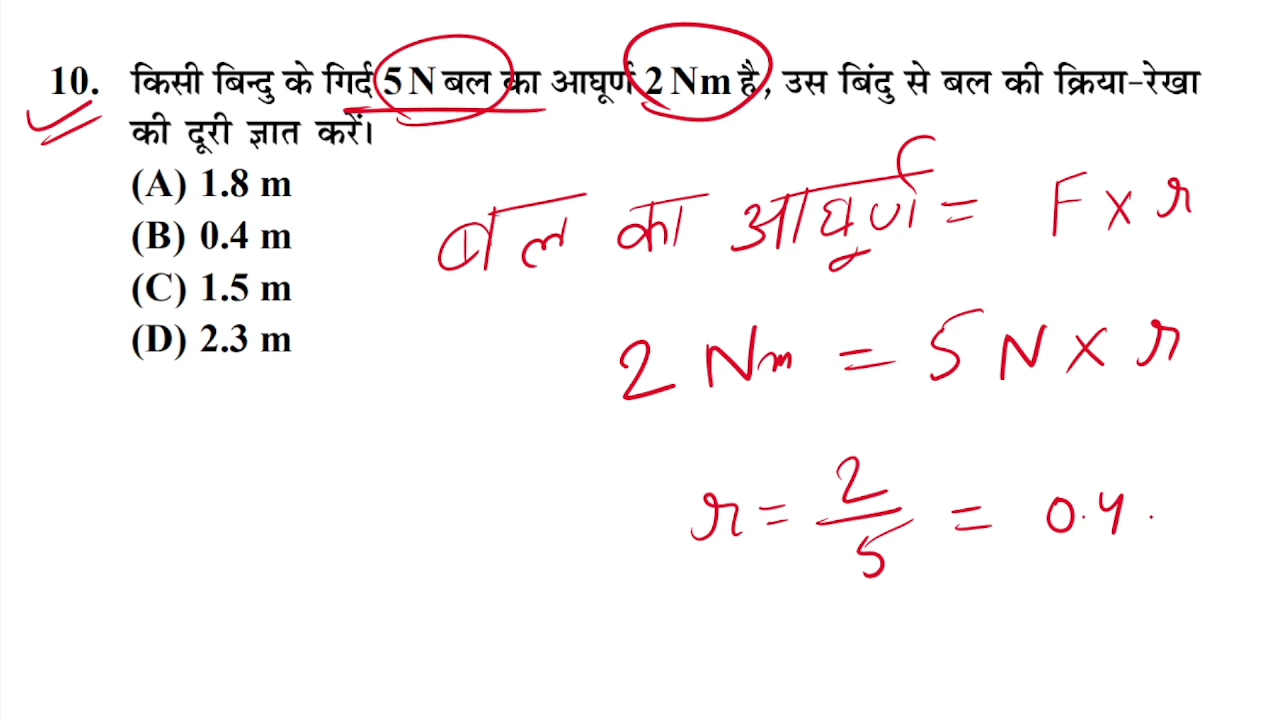 10. किसी बिन्दु के गिर्द 5 N बल का आघूर्ण 2 Nm है, उस बिंदु से बल की क्रिया-रेखा
की दूरी ज्ञात करें।
(A) 1.8 m
(B) 0.4 m
(C) 1.5 m
(D) 2.3 m
बल का आघूर्ण = F × r
2 Nm = 5 N × r
r = 2/5 = 0.4